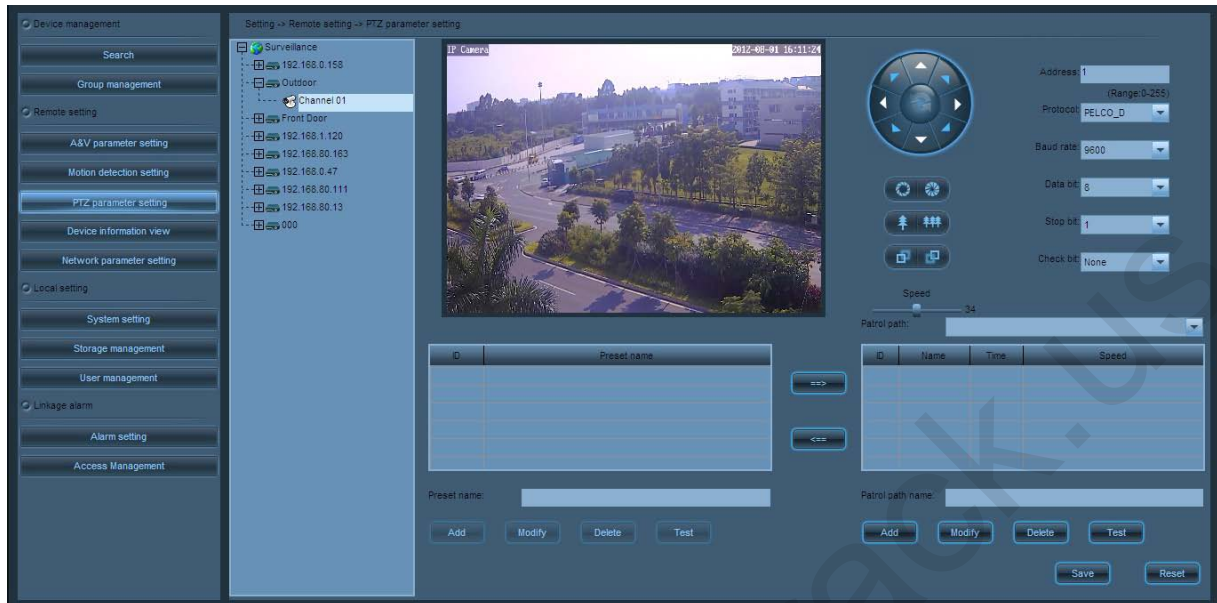 Device management
Search
Group management
Remote setting
A&V parameter setting
Motion detection setting
PTZ parameter setting
Device information view
Network parameter setting
Local setting
System setting
Storage management
User management
Linkage alarm
Alarm setting
Access Management
Setting -> Remote setting -> PTZ parameter setting
Surveillance
192.168.0.158
Outdoor
Channel 01
Front Door
192.168.1.120
192.168.80.163
192.168.0.47
192.168.80.111
192.168.80.13
000
IP Camera 2012-08-01 16:11:24
Address: 1
(Range:0-255)
Protocol: PELCO_D
Baud rate: 9600
Data bit: 8
Stop bit: 1
Check bit: None
Speed
34
Patrol path:
ID Preset name
==>
<==
ID Name Time Speed
Preset name:
Add Modify Delete Test
Patrol path name:
Add Modify Delete Test
Save Reset
ack.us